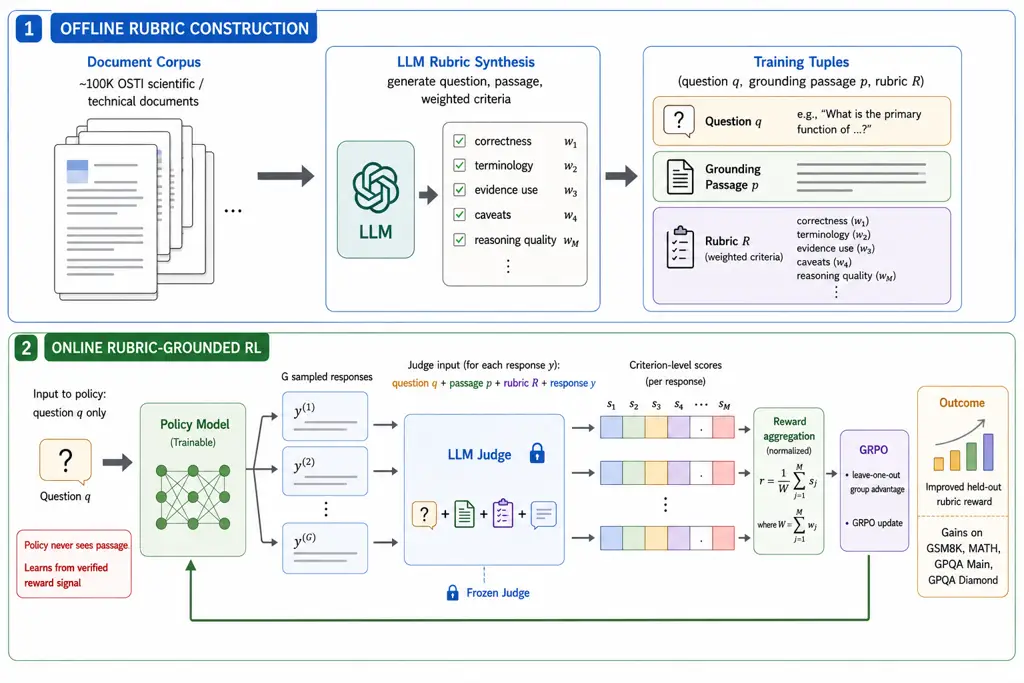 1 OFFLINE RUBRIC CONSTRUCTION
Document Corpus
~100K OSTI scientific /
technical documents
...
LLM Rubric Synthesis
generate question, passage,
weighted criteria
LLM
correctness w₁
terminology w₂
evidence use w₃
caveats w₄
reasoning quality w_M
⋮
Training Tuples
(question q, grounding passage p, rubric R)
?
Question q
e.g., “What is the primary
function of ...?”
Grounding
Passage p
Rubric R
(weighted criteria)
correctness (w₁)
terminology (w₂)
evidence use (w₃)
caveats (w₄)
reasoning quality (w_M)
⋮
2 ONLINE RUBRIC-GROUNDED RL
Input to policy:
question q only
?
Question q
Policy never sees passage
Learns from verified
reward signal
Policy Model
(Trainable)
G sampled responses
y⁽¹⁾
y⁽²⁾
⋮
y⁽ᴳ⁾
Judge input (for each response y):
question q + passage p + rubric R + response y
LLM Judge
? + + +
Frozen Judge
Criterion-level scores
(per response)
s₁ s₂ s₃ s₄ ⋯ s_M
⋮
Reward
aggregation
(normalized)
r = 1/W ∑_{j=1}^{M} s_j
where W = ∑_{j=1}^{M} w_j
GRPO
• leave-one-out
group advantage
• GRPO update
Outcome
Improved held-out
rubric reward
Gains on
GSM8K, MATH,
GPQA Main,
GPQA Diamond